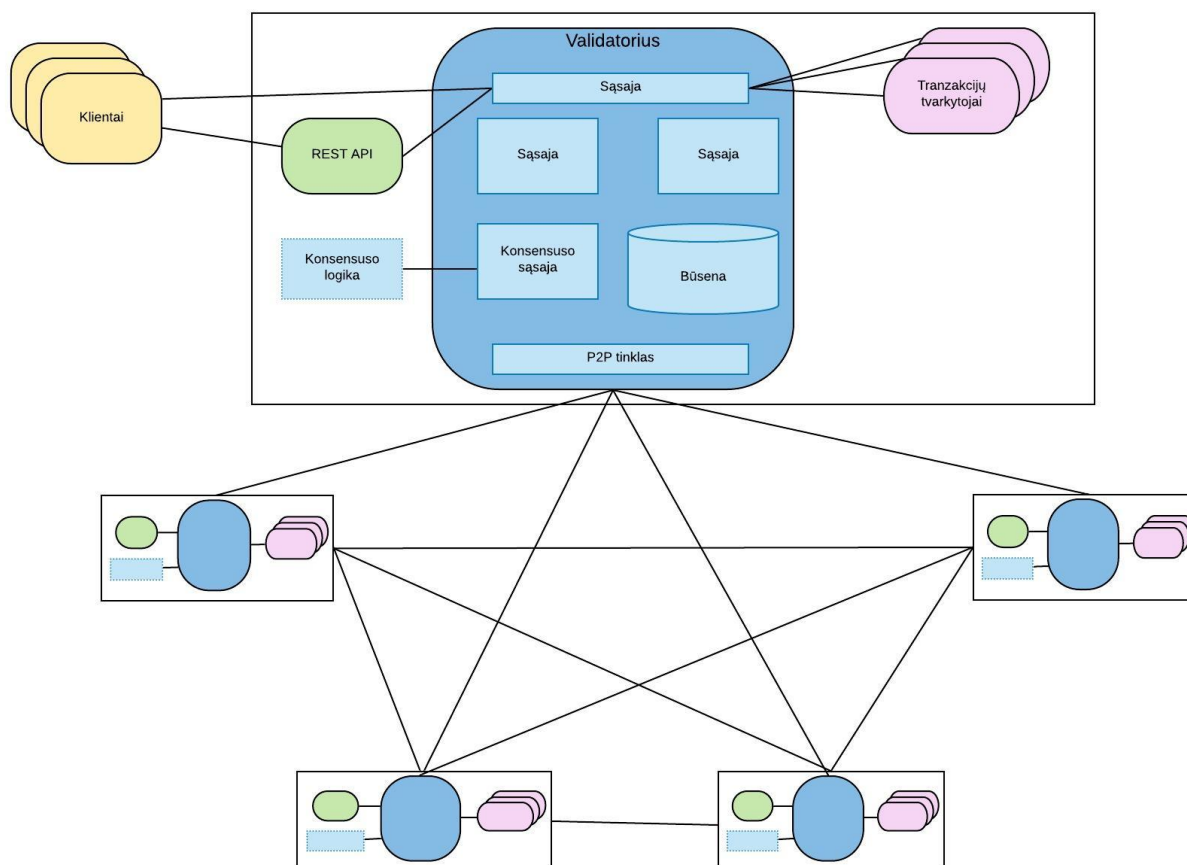 Validatorius
Sąsaja
Klientai
Tranzakcijų
tvarkytojai
REST API
Sąsaja
Sąsaja
Konsensuso
logika
Konsensuso
sąsaja
Būsena
P2P tinklas